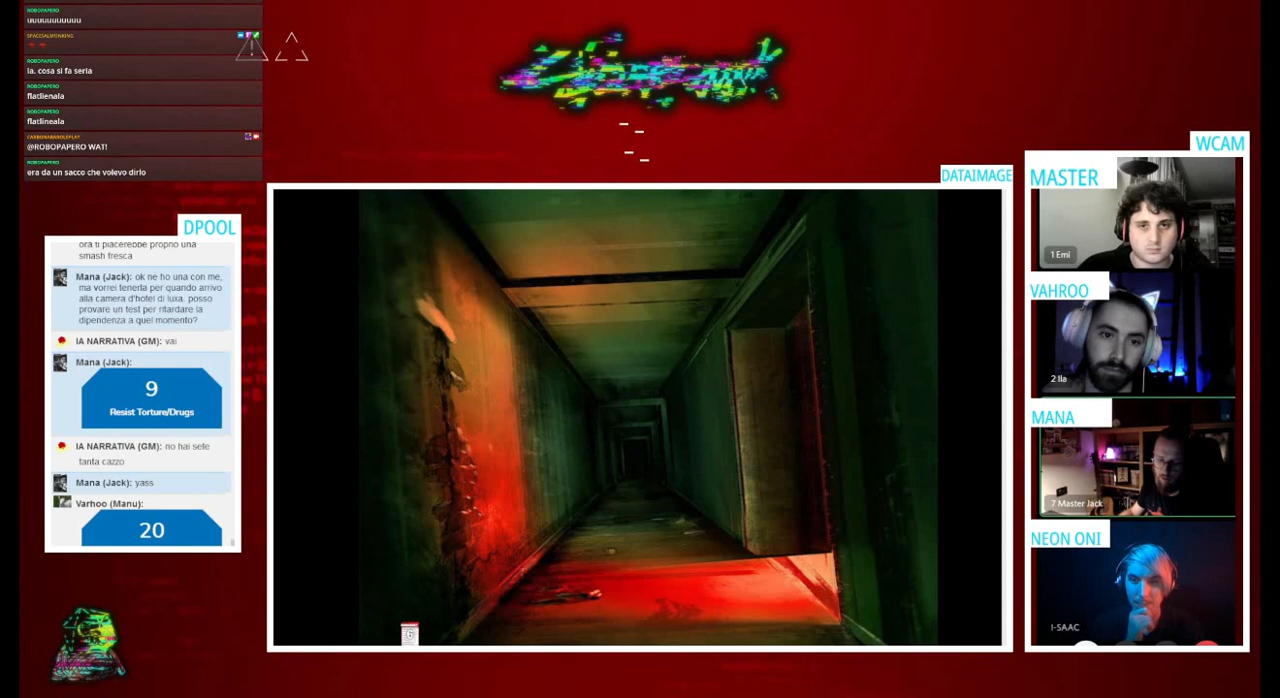 ROBOPAPERO
uuuuuuuuuuu
SPACESALMONKING
ROBOPAPERO
la. cosa si fa seria
ROBOPAPERO
flatlienala
ROBOPAPERO
flatlineala
CARBONARAROLEPLAY
@ROBOPAPERO WAT!
ROBOPAPERO
era da un sacco che volevo dirlo
DPOOL
ora ti piacerebbe proprio una
smash fresca
Mana (Jack): ok ne ho una con me,
ma vorrei tenerla per quando arrivo
alla camera d'hotel di luxa. posso
provare un test per ritardare la
dipendenza a quel momento?
IA NARRATIVA (GM): vai
Mana (Jack):
9
Resist Torture/Drugs
IA NARRATIVA (GM): no hai sete
tanta cazzo
Mana (Jack): yass
Varhoo (Manu):
20
DATAIMAGE
WCAM
MASTER
1 Emi
VAHROO
2 Ila
MANA
7 Master Jack
NEON ONI
I-SAAC